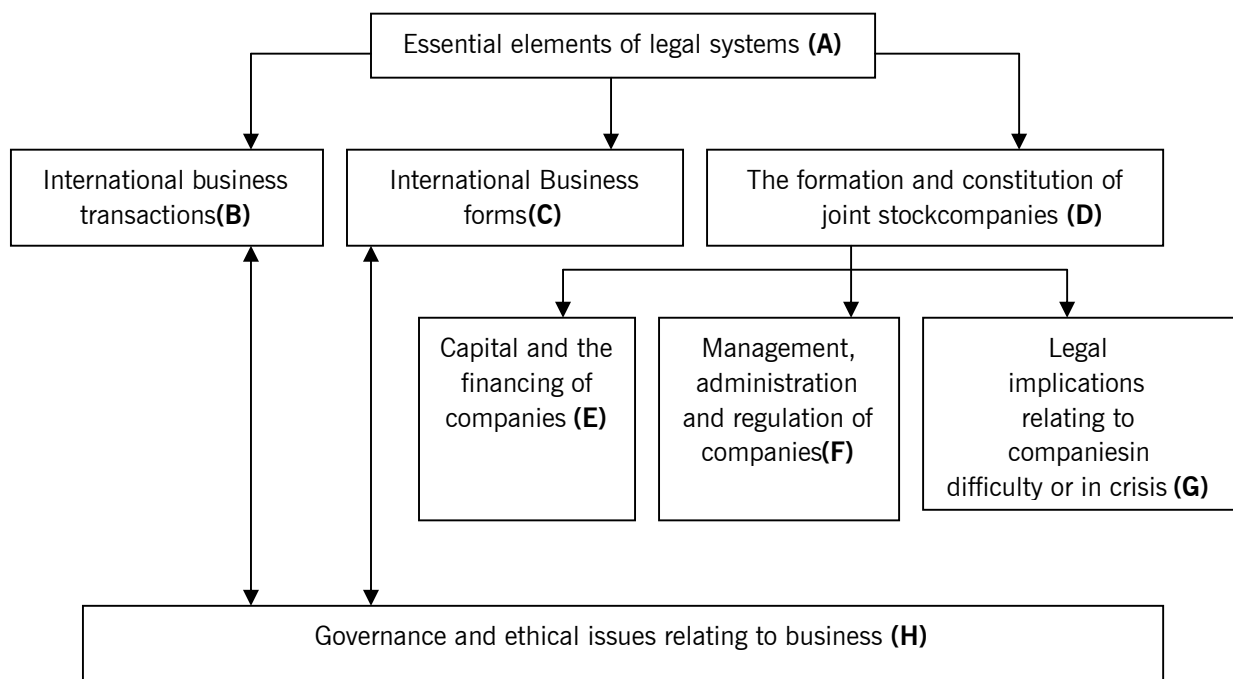 Essential elements of legal systems (A)
International business
transactions(B)
International Business
forms(C)
The formation and constitution of
joint stockcompanies (D)
Capital and the
financing of
companies (E)
Management,
administration
and regulation of
companies(F)
Legal
implications
relating to
companiesin
difficulty or in crisis (G)
Governance and ethical issues relating to business (H)